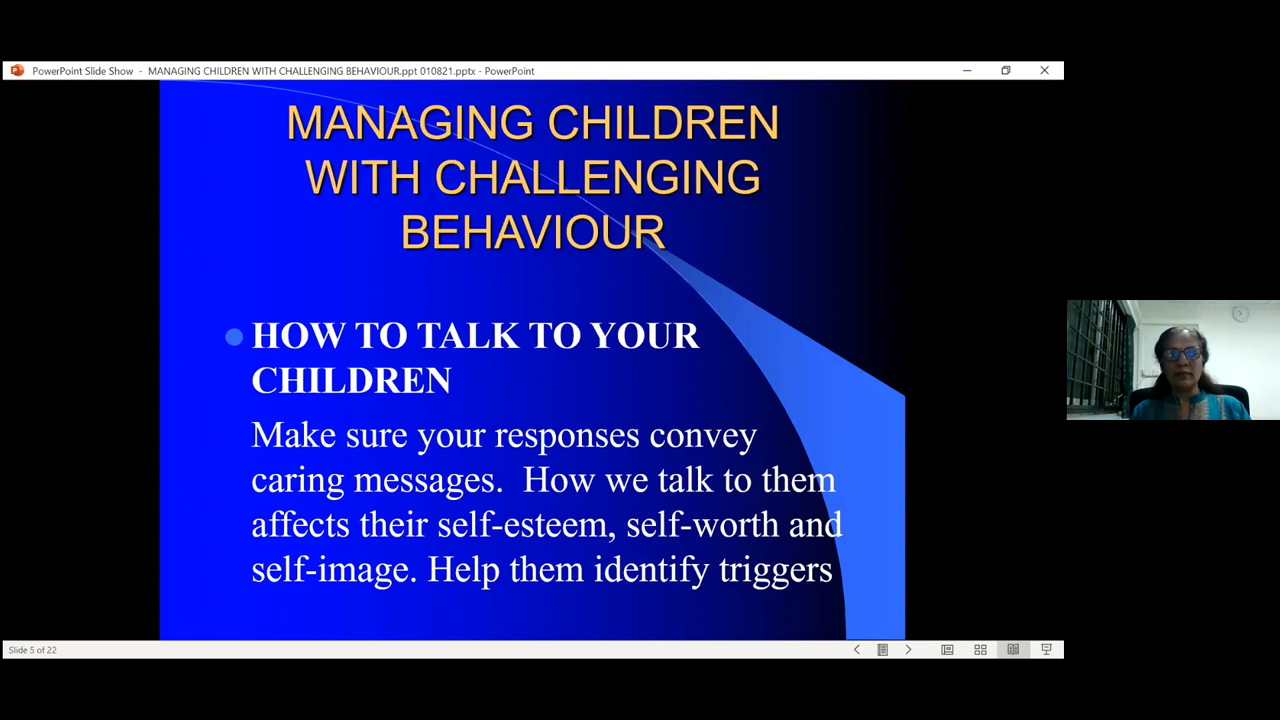 PowerPoint Slide Show - MANAGING CHILDREN WITH CHALLENGING BEHAVIOUR.ppt 010821.pptx - PowerPoint
MANAGING CHILDREN
WITH CHALLENGING
BEHAVIOUR
HOW TO TALK TO YOUR
CHILDREN
Make sure your responses convey
caring messages.  How we talk to them
affects their self-esteem, self-worth and
self-image. Help them identify triggers
Slide 5 of 22